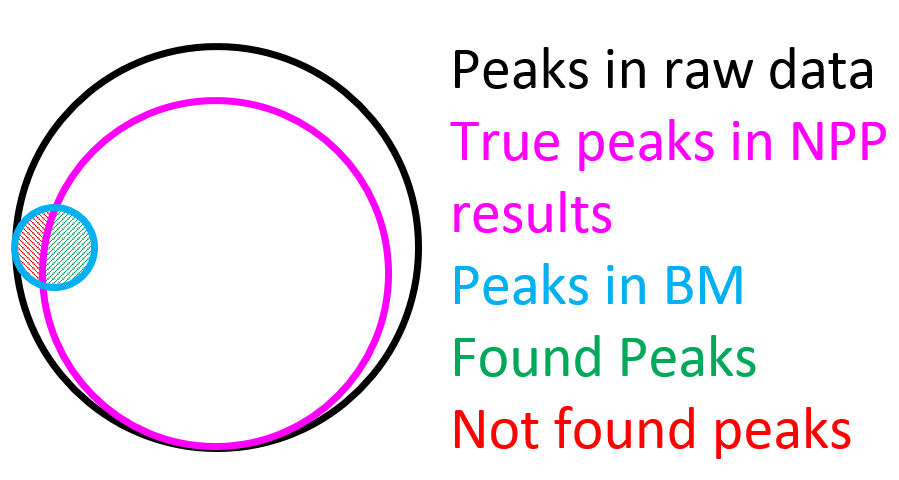 Peaks in raw data
True peaks in NPP
results
Peaks in BM
Found Peaks
Not found peaks